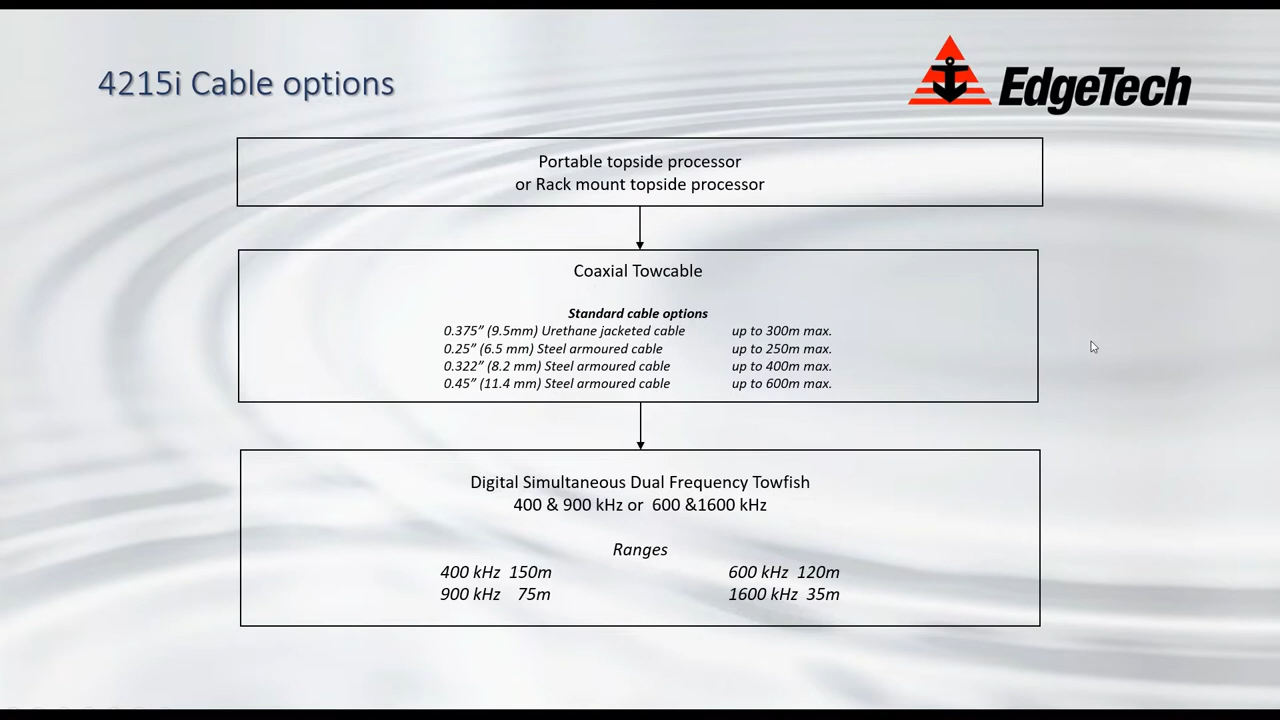 4215i Cable options
EdgeTech
Portable topside processor
or Rack mount topside processor
Coaxial Towcable
Standard cable options
0.375” (9.5mm) Urethane jacketed cable up to 300m max.
0.25” (6.5 mm) Steel armoured cable up to 250m max.
0.322” (8.2 mm) Steel armoured cable up to 400m max.
0.45” (11.4 mm) Steel armoured cable up to 600m max.
Digital Simultaneous Dual Frequency Towfish
400 & 900 kHz or 600 &1600 kHz
Ranges
400 kHz 150m 600 kHz 120m
900 kHz 75m 1600 kHz 35m